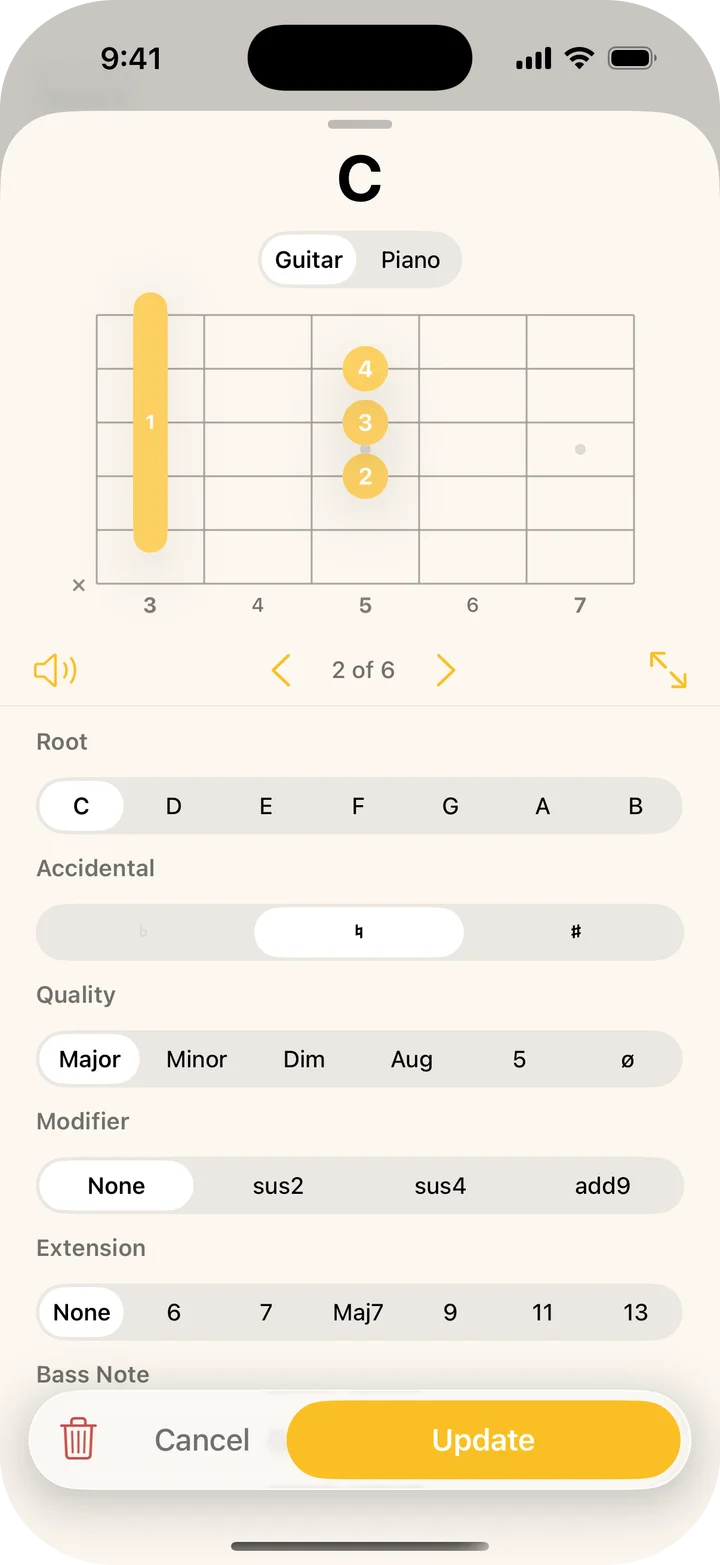 9:41
C
Guitar Piano
4
1 3
2
×
3 4 5 6 7
2 of 6
Root
C D E F G A B
Accidental
♭ ♮ ♯
Quality
Major Minor Dim Aug 5 ø
Modifier
None sus2 sus4 add9
Extension
None 6 7 Maj7 9 11 13
Bass Note
Cancel Update